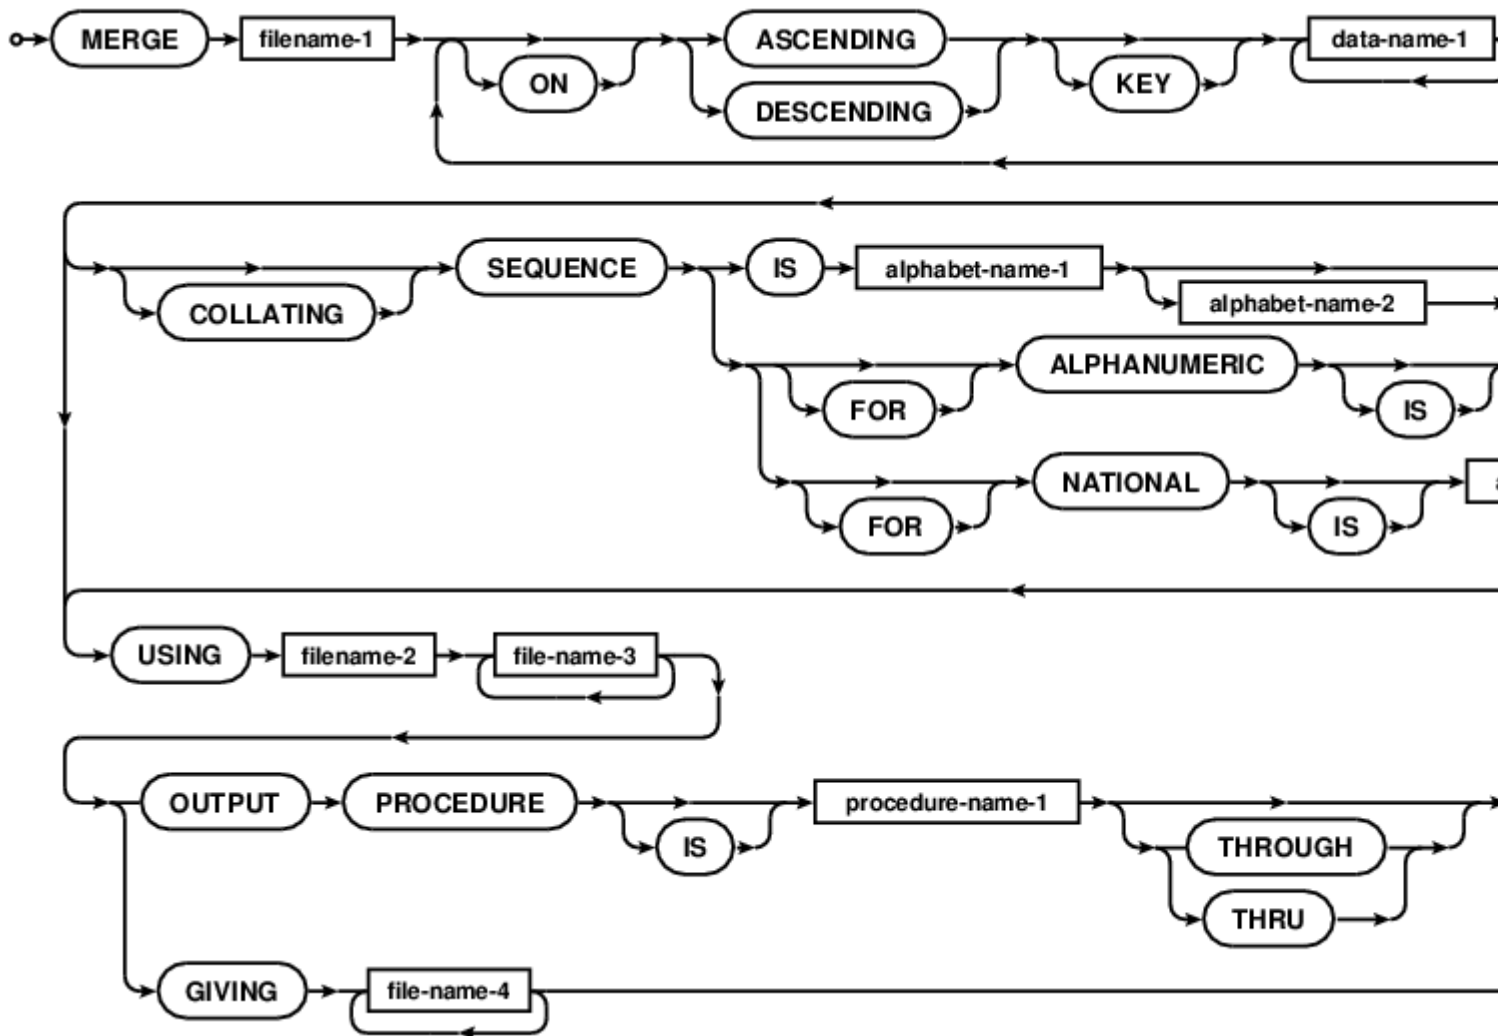 MERGE filename-1 ASCENDING data-name-1
ON KEY
DESCENDING
SEQUENCE IS alphabet-name-1
COLLATING alphabet-name-2
ALPHANUMERIC
FOR IS
NATIONAL
FOR IS
USING filename-2 file-name-3
OUTPUT PROCEDURE procedure-name-1
IS THROUGH
THRU
GIVING file-name-4